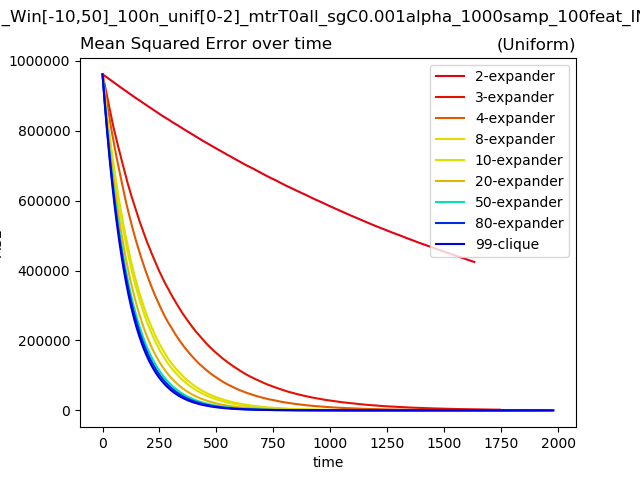 _Win[-10,50]_100n_unif[0-2]_mtrT0all_sgC0.001alpha_1000samp_100feat_IN
Mean Squared Error over time
(Uniform)
1000000
800000
600000
400000
200000
0
0 250 500 750 1000 1250 1500 1750 2000
time
2-expander
3-expander
4-expander
8-expander
10-expander
20-expander
50-expander
80-expander
99-clique